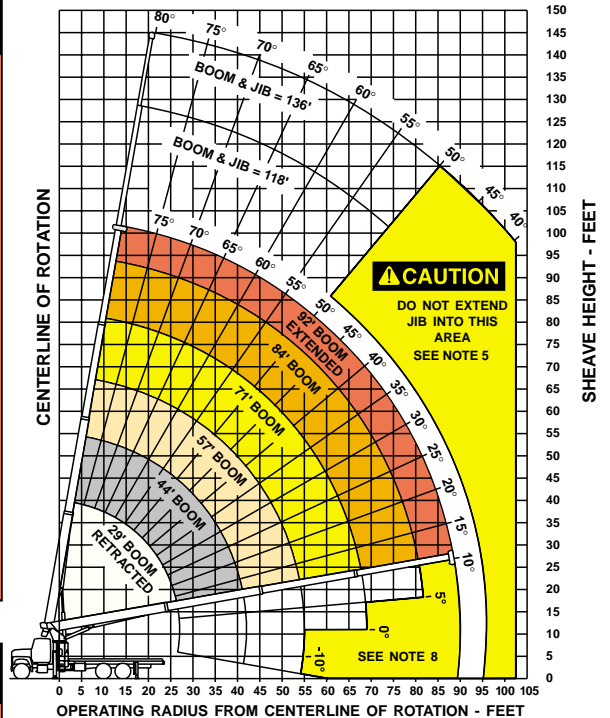 150
145
140
135
130
125
120
115
110
105
100
95
90
85
80
75
70
65
60
55
50
45
40
35
30
25
20
15
10
5
0
SHEAVE HEIGHT - FEET
CENTERLINE OF ROTATION
80°
75°
70°
65°
60°
55°
50°
45°
40°
BOOM & JIB = 136'
BOOM & JIB = 118'
75°
70°
65°
60°
55°
50°
45°
40°
35°
30°
25°
20°
15°
10°
5°
0°
-10°
CAUTION
DO NOT EXTEND
JIB INTO THIS
AREA
SEE NOTE 5
92' BOOM
EXTENDED
84' BOOM
71' BOOM
57' BOOM
44' BOOM
29' BOOM
RETRACTED
SEE NOTE 8
0 5 10 15 20 25 30 35 40 45 50 55 60 65 70 75 80 85 90 95 100 105
OPERATING RADIUS FROM CENTERLINE OF ROTATION - FEET